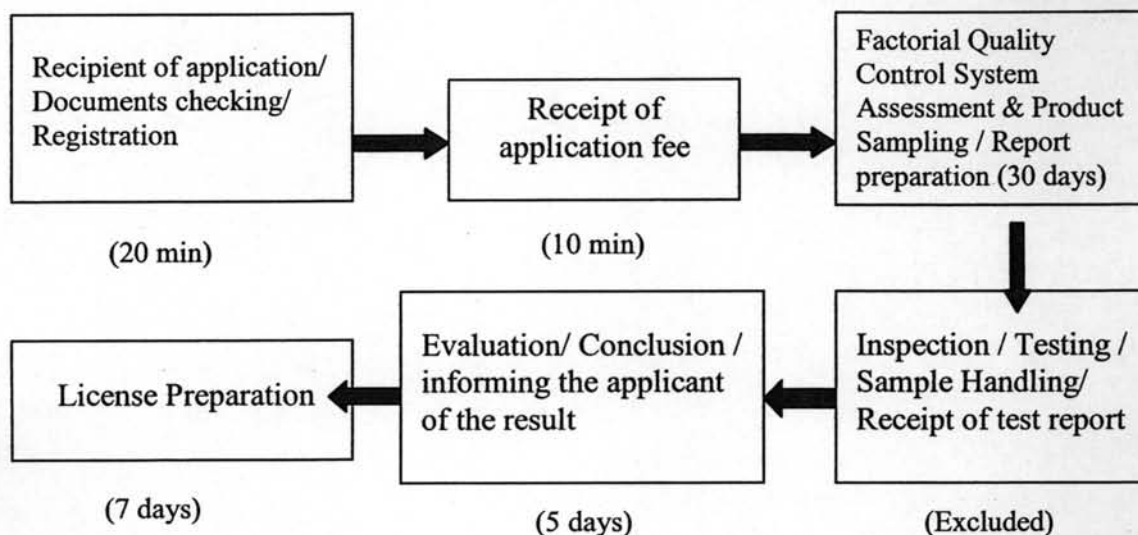 Recipient of application/
Documents checking/
Registration
(20 min)
Receipt of
application fee
(10 min)
Factorial Quality
Control System
Assessment & Product
Sampling / Report
preparation (30 days)
Inspection / Testing /
Sample Handling/
Receipt of test report
(Excluded)
Evaluation/ Conclusion /
informing the applicant
of the result
(5 days)
License Preparation
(7 days)